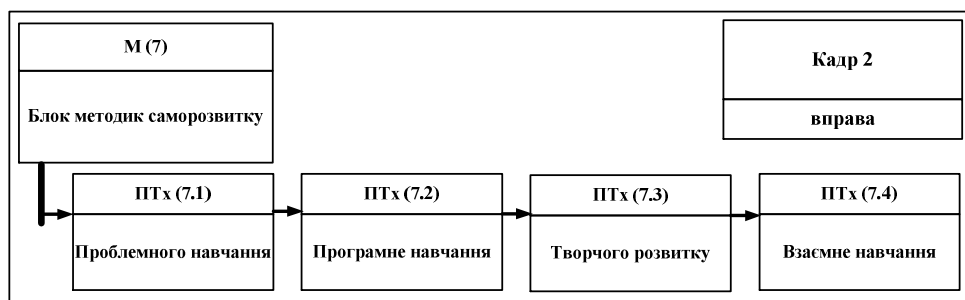 М (7)
Блок методик саморозвитку
Кадр 2
вправа
ПТх (7.1)
Проблемного навчання
ПТх (7.2)
Програмне навчання
ПТх (7.3)
Творчого розвитку
ПТх (7.4)
Взаємне навчання